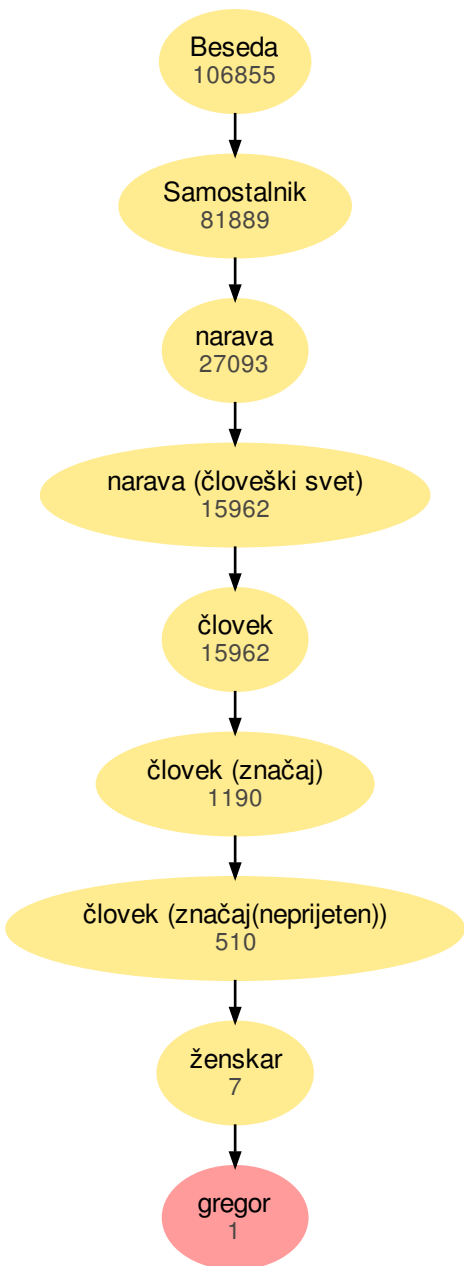 Beseda
106855
Samostalnik
81889
narava
27093
narava (človeški svet)
15962
človek
15962
človek (značaj)
1190
človek (značaj(neprijeten))
510
ženskar
7
gregor
1